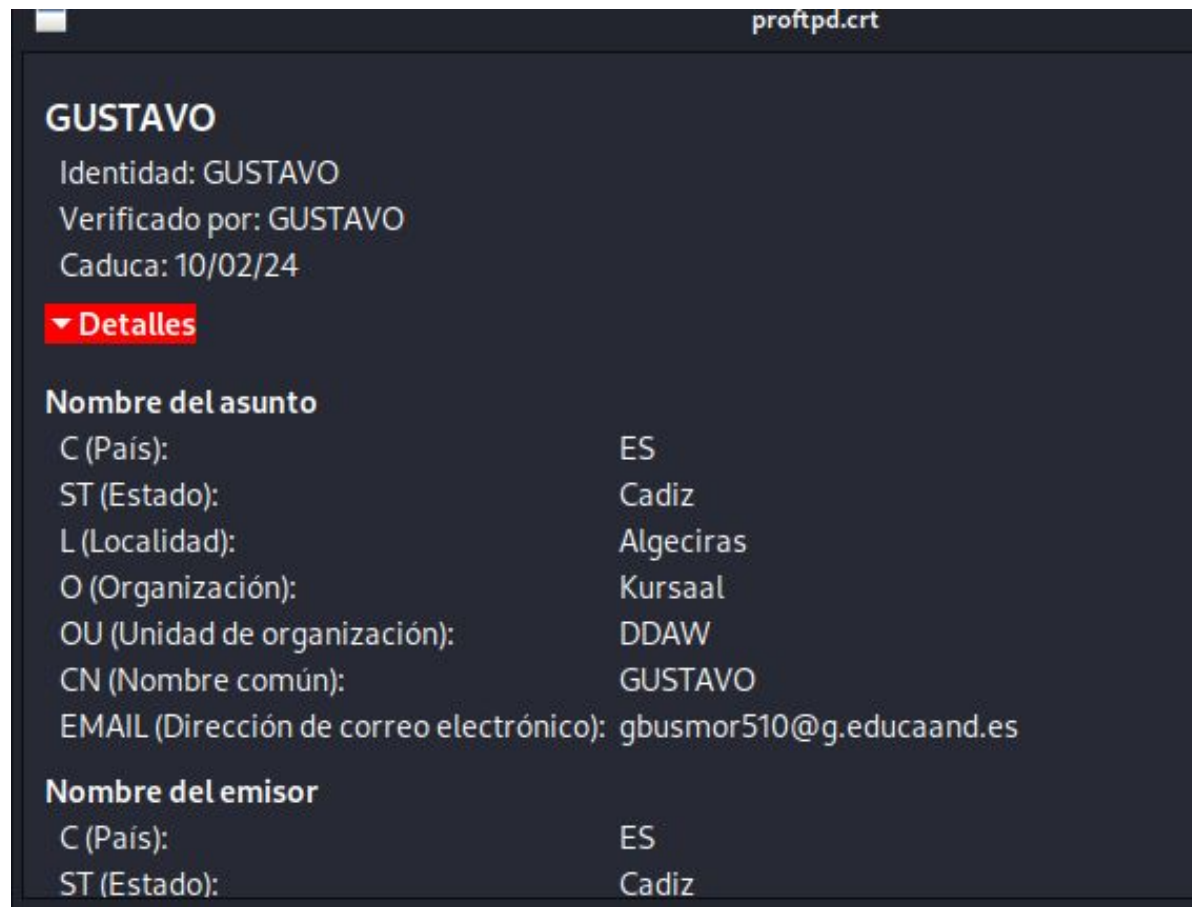 proftpd.crt
GUSTAVO
Identidad: GUSTAVO
Verificado por: GUSTAVO
Caduca: 10/02/24
Detalles
Nombre del asunto
C (País): ES
ST (Estado): Cadiz
L (Localidad): Algeciras
O (Organización): Kursaal
OU (Unidad de organización): DDAW
CN (Nombre común): GUSTAVO
EMAIL (Dirección de correo electrónico): gbusmor510@g.educaand.es
Nombre del emisor
C (País): ES
ST (Estado): Cadiz